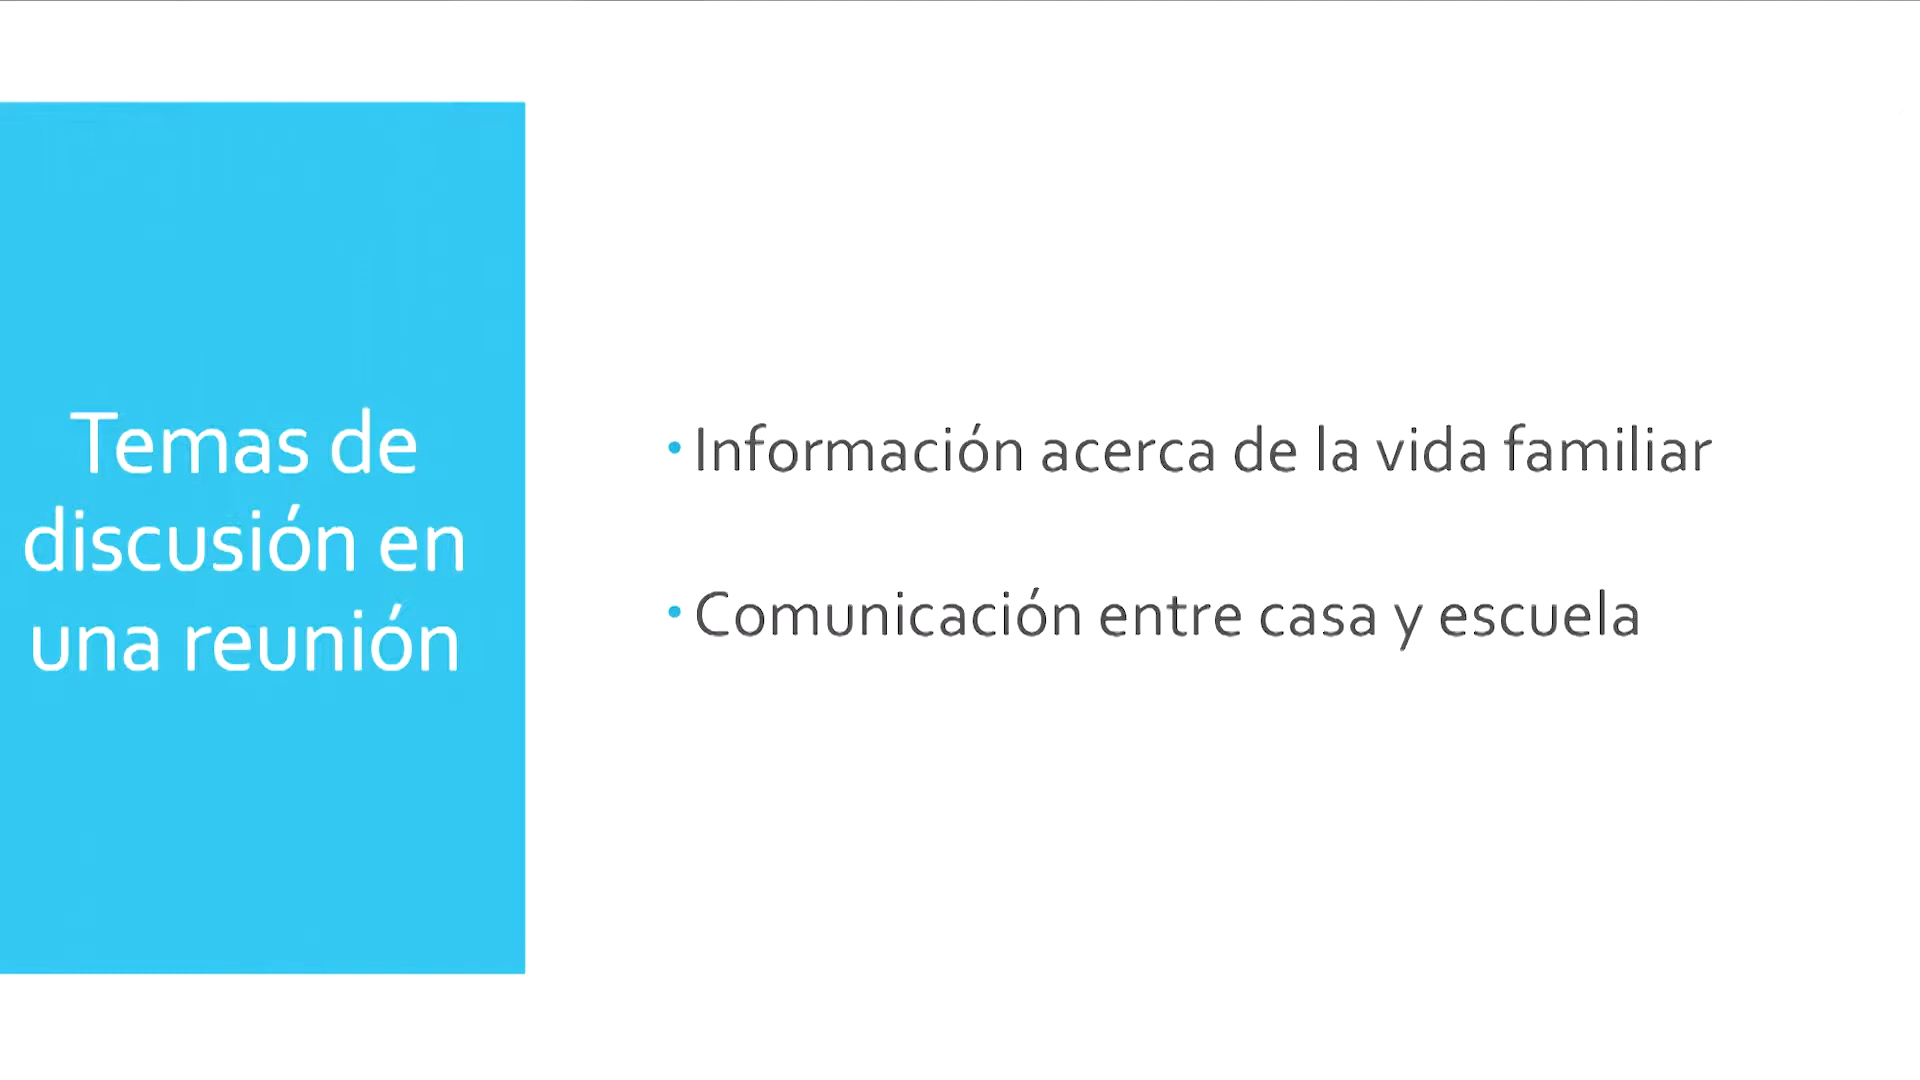 Temas de
discusión en
una reunión
• Información acerca de la vida familiar
• Comunicación entre casa y escuela